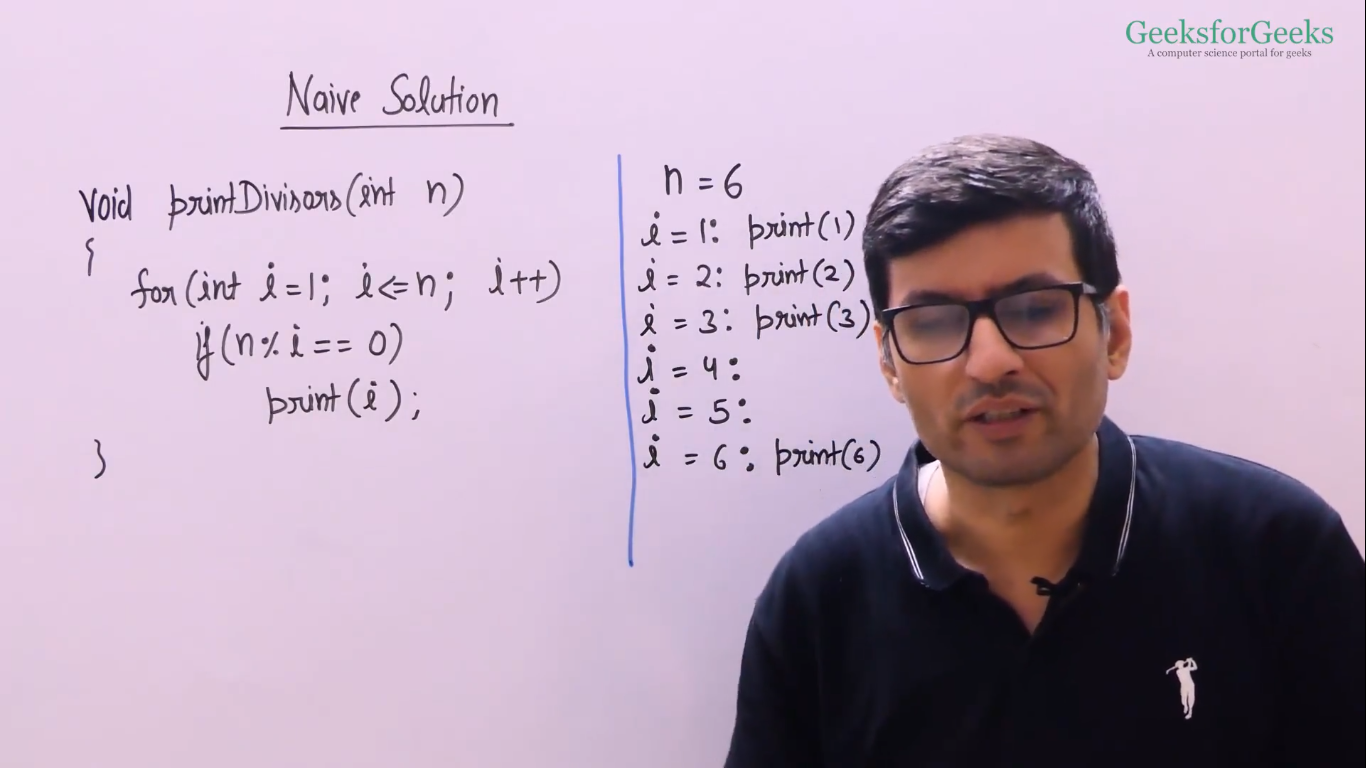 GeeksforGeeks
A computer science portal for geeks
Naive Solution
void printDivisors(int n)
{
for(int i=1; i<=n; i++)
if(n%i == 0)
print(i);
}
n = 6
i = 1: print(1)
i = 2: print(2)
i = 3: print(3)
i = 4:
i = 5:
i = 6: print(6)